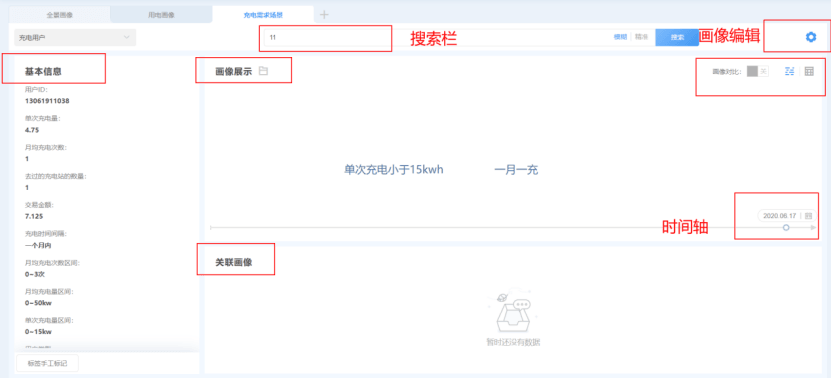 全景画像
用电画像
充电需求场景
充电用户
11
搜索栏
模糊 精准
搜索
画像编辑
基本信息
用户ID:
13061911038
单次充电量:
4.75
月均充电次数:
1
去过的充电站的数量:
1
交易金额:
7.125
充电时间间隔:
一个月内
月均充电次数区间:
0~3次
月均充电量区间:
0~50kw
单次充电量区间:
0~15kw
标签手工标记
画像展示
画像对比:
单次充电小于15kwh
一月一充
2020.06.17
时间轴
关联画像
暂时还没有数据